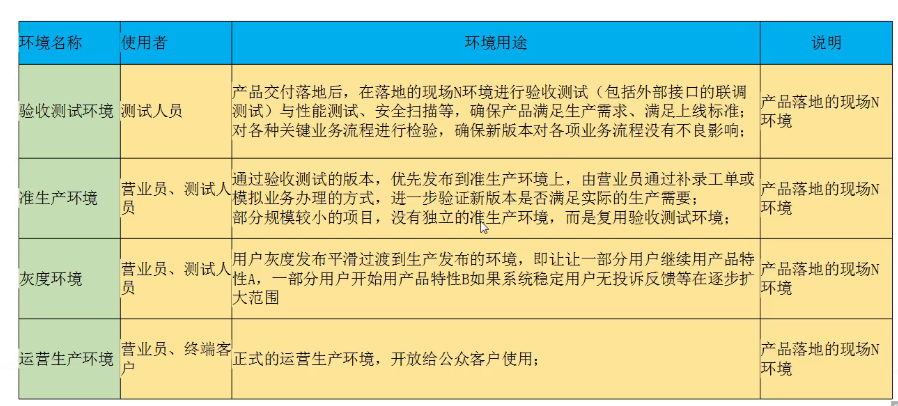 环境名称 使用者 环境用途 说明
验收测试环境 测试人员
产品交付落地后，在落地的现场N环境进行验收测试（包括外部接口的联调
测试）与性能测试、安全扫描等，确保产品满足生产需求、满足上线标准；
对各种关键业务流程进行检验，确保新版本对各项业务流程没有不良影响；
产品落地的现场N
环境
准生产环境
营业员、测试人
员
通过验收测试的版本，优先发布到准生产环境上，由营业员通过补录工单或
模拟业务办理的方式，进一步验证新版本是否满足实际的生产需要；
部分规模较小的项目，没有独立的准生产环境，而是复用验收测试环境；
产品落地的现场N
环境
灰度环境
营业员、测试人
员
用户灰度发布平滑过渡到生产发布的环境，即让让一部分用户继续用产品特
性A，一部分用户开始用产品特性B如果系统稳定用户无投诉反馈等在逐步扩
大范围
产品落地的现场N
环境
运营生产环境
营业员、终端客
户
正式的运营生产环境，开放给公众客户使用；
产品落地的现场N
环境